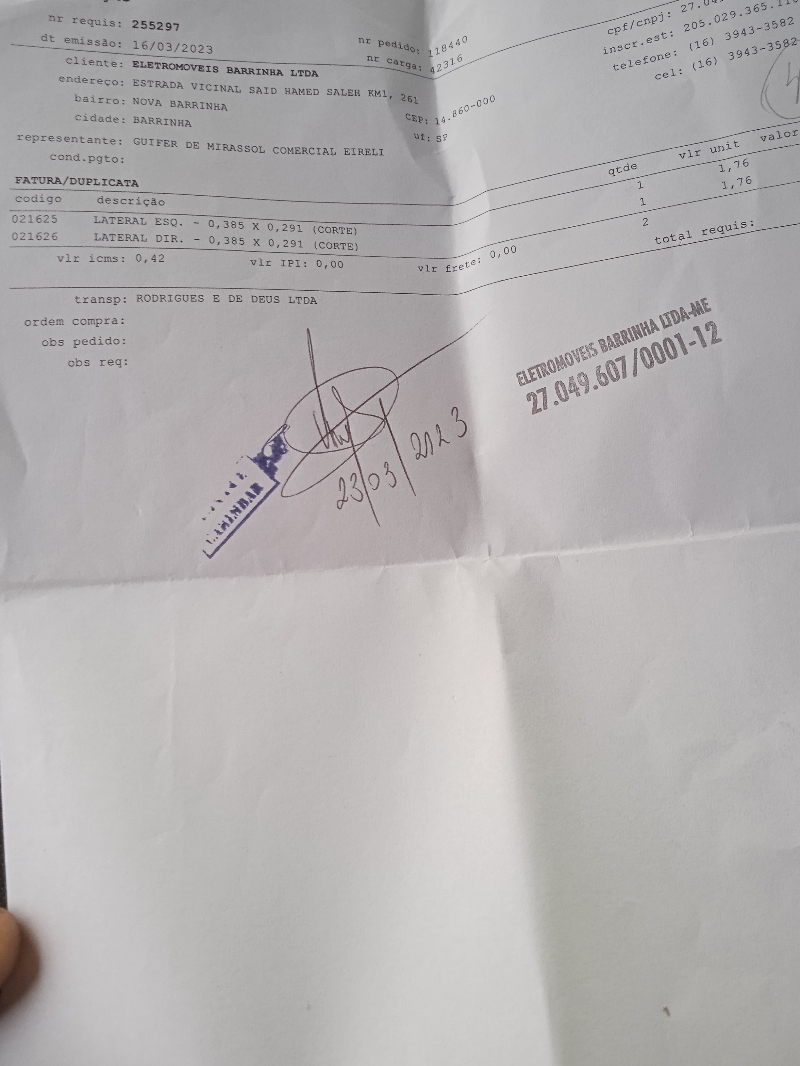 nr requis: 255297
dt emissão: 16/03/2023
nr pedido: 118440
nr carga: 42316
cpf/cnpj: 27.04
inscr.est: 205.029.365.110
telefone: (16) 3943-3582
cel: (16) 3943-3582
cliente: ELETROMOVEIS BARRINHA LTDA
endereço: ESTRADA VICINAL SAID HAMED SALEH KM1, 261
bairro: NOVA BARRINHA
CEP: 14.860-000
cidade: BARRINHA
uf: SP
representante: GUIFER DE MIRASSOL COMERCIAL EIRELI
cond.pgto:
FATURA/DUPLICATA
codigo descrição qtde vlr unit valor
021625 LATERAL ESQ. - 0,385 X 0,291 (CORTE) 1 1,76
021626 LATERAL DIR. - 0,385 X 0,291 (CORTE) 1 1,76
2
vlr icms: 0,42 vlr IPI: 0,00 vlr frete: 0,00 total requis:
transp: RODRIGUES E DE DEUS LTDA
ordem compra:
obs pedido:
obs req:
ELETROMOVEIS BARRINHA LTDA-ME
27.049.607/0001-12
23/03/2023